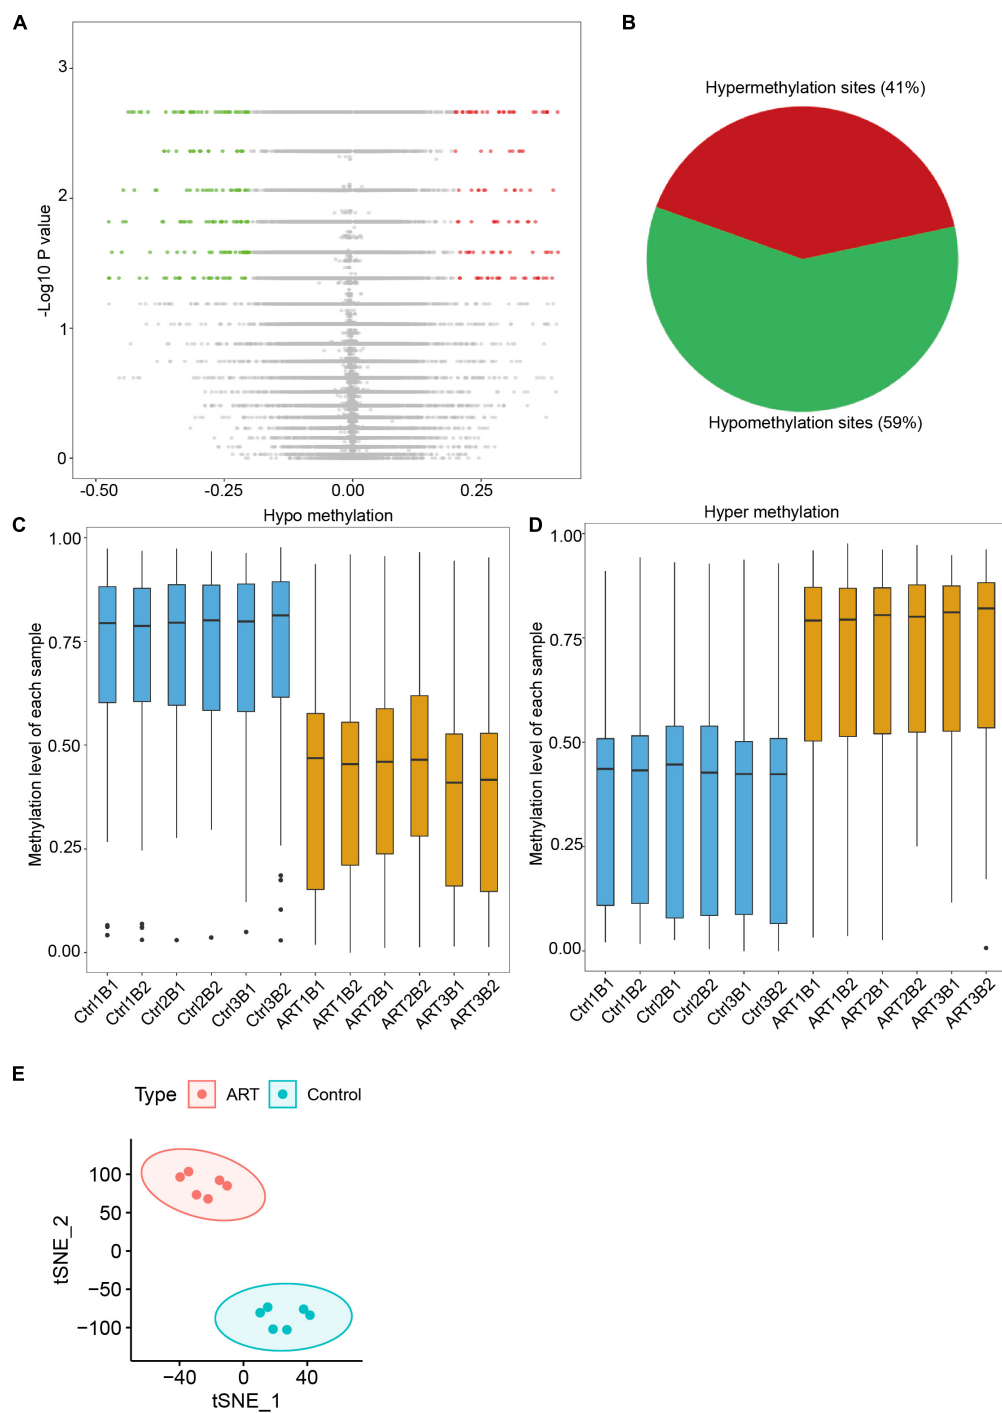 A
3
2
1
0
-Log10 P value
-0.50
-0.25
0.00
0.25
B
Hypermethylation sites (41%)
Hypomethylation sites (59%)
C
Hypo methylation
1.00
0.75
0.50
0.25
0.00
Methylation level of each sample
Ctrl1B1
Ctrl1B2
Ctrl2B1
Ctrl2B2
Ctrl3B1
Ctrl3B2
ART1B1
ART1B2
ART2B1
ART2B2
ART3B1
ART3B2
D
Hyper methylation
1.00
0.75
0.50
0.25
0.00
Methylation level of each sample
Ctrl1B1
Ctrl1B2
Ctrl2B1
Ctrl2B2
Ctrl3B1
Ctrl3B2
ART1B1
ART1B2
ART2B1
ART2B2
ART3B1
ART3B2
E
Type ART Control
100
50
0
−50
−100
tSNE_2
−40
0
40
tSNE_1